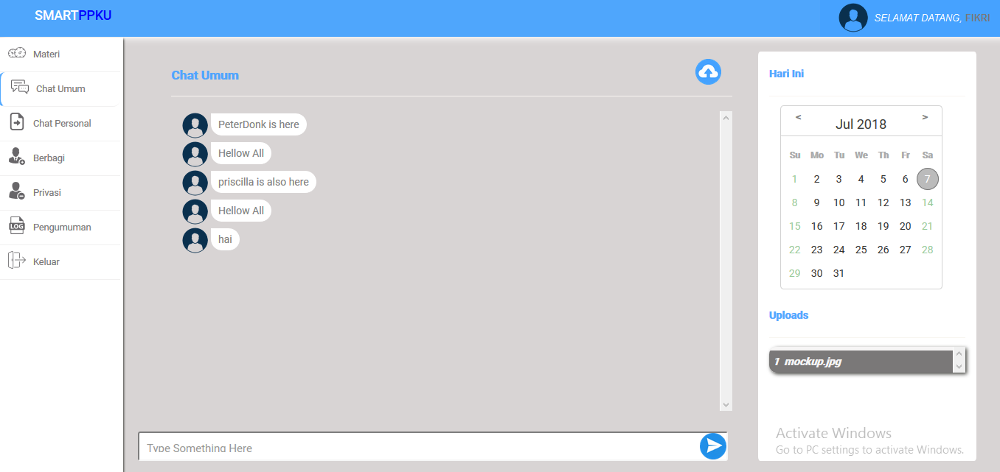 SMARTPPKU
SELAMAT DATANG, FIKRI
Materi
Chat Umum
Chat Personal
Berbagi
Privasi
LOG
Pengumuman
Keluar
Chat Umum
PeterDonk is here
Hellow All
priscilla is also here
Hellow All
hai
Type Something Here
Hari Ini
< Jul 2018 >
Su Mo Tu We Th Fr Sa
1 2 3 4 5 6 7
8 9 10 11 12 13 14
15 16 17 18 19 20 21
22 23 24 25 26 27 28
29 30 31
Uploads
1 mockup.jpg
Activate Windows
Go to PC settings to activate Windows.